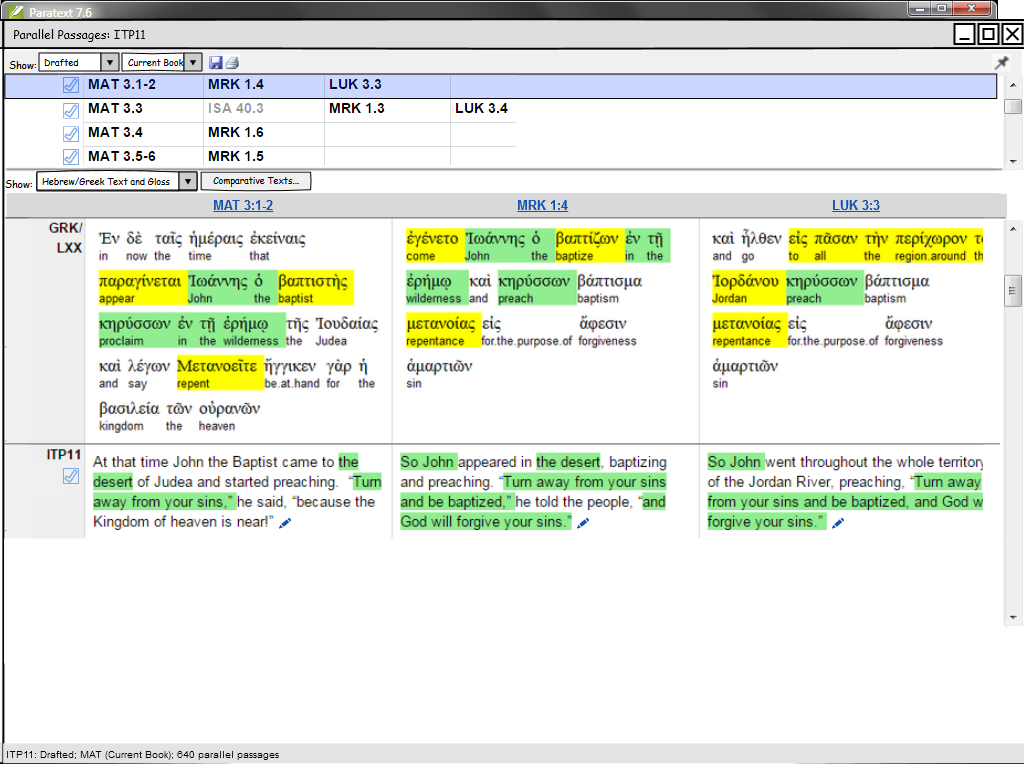 Paratext 7.6
Parallel Passages: ITP11
Show: Drafted Current Book
MAT 3.1-2 MRK 1.4 LUK 3.3
MAT 3.3 ISA 40.3 MRK 1.3 LUK 3.4
MAT 3.4 MRK 1.6
MAT 3.5-6 MRK 1.5
Show: Hebrew/Greek Text and Gloss Comparative Texts...
MAT 3:1-2 MRK 1:4 LUK 3:3
GRK/
LXX
Ἐν δὲ ταῖς ἡμέραις ἐκείναις
in now the time that
παραγίνεται Ἰωάννης ὁ βαπτιστὴς
appear John the baptist
κηρύσσων ἐν τῇ ἐρήμῳ τῆς Ἰουδαίας
proclaim in the wilderness the Judea
καὶ λέγων Μετανοεῖτε ἤγγικεν γὰρ ἡ
and say repent be.at.hand for the
βασιλεία τῶν οὐρανῶν
kingdom the heaven
ἐγένετο Ἰωάννης ὁ βαπτίζων ἐν τῇ
come John the baptize in the
ἐρήμῳ καὶ κηρύσσων βάπτισμα
wilderness and preach baptism
μετανοίας εἰς ἄφεσιν
repentance for.the.purpose.of forgiveness
ἁμαρτιῶν
sin
καὶ ἦλθεν εἰς πᾶσαν τὴν περίχωρον
and go to all the region.around
Ἰορδάνου κηρύσσων βάπτισμα
Jordan preach baptism
μετανοίας εἰς ἄφεσιν
repentance for.the.purpose.of forgiveness
ἁμαρτιῶν
sin
ITP11
At that time John the Baptist came to the
desert of Judea and started preaching. “Turn
away from your sins,” he said, “because the
Kingdom of heaven is near!”
So John appeared in the desert, baptizing
and preaching. “Turn away from your sins
and be baptized,” he told the people, “and
God will forgive your sins.”
So John went throughout the whole territory
of the Jordan River, preaching, “Turn away
from your sins and be baptized, and God w
forgive your sins.”
ITP11: Drafted; MAT (Current Book); 640 parallel passages